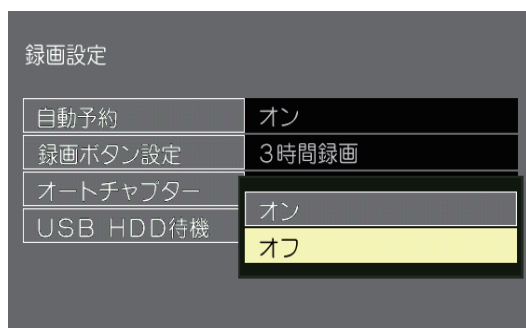 録画設定
自動予約 オン
録画ボタン設定 3時間録画
オートチャプター
オン
USB HDD待機
オフ